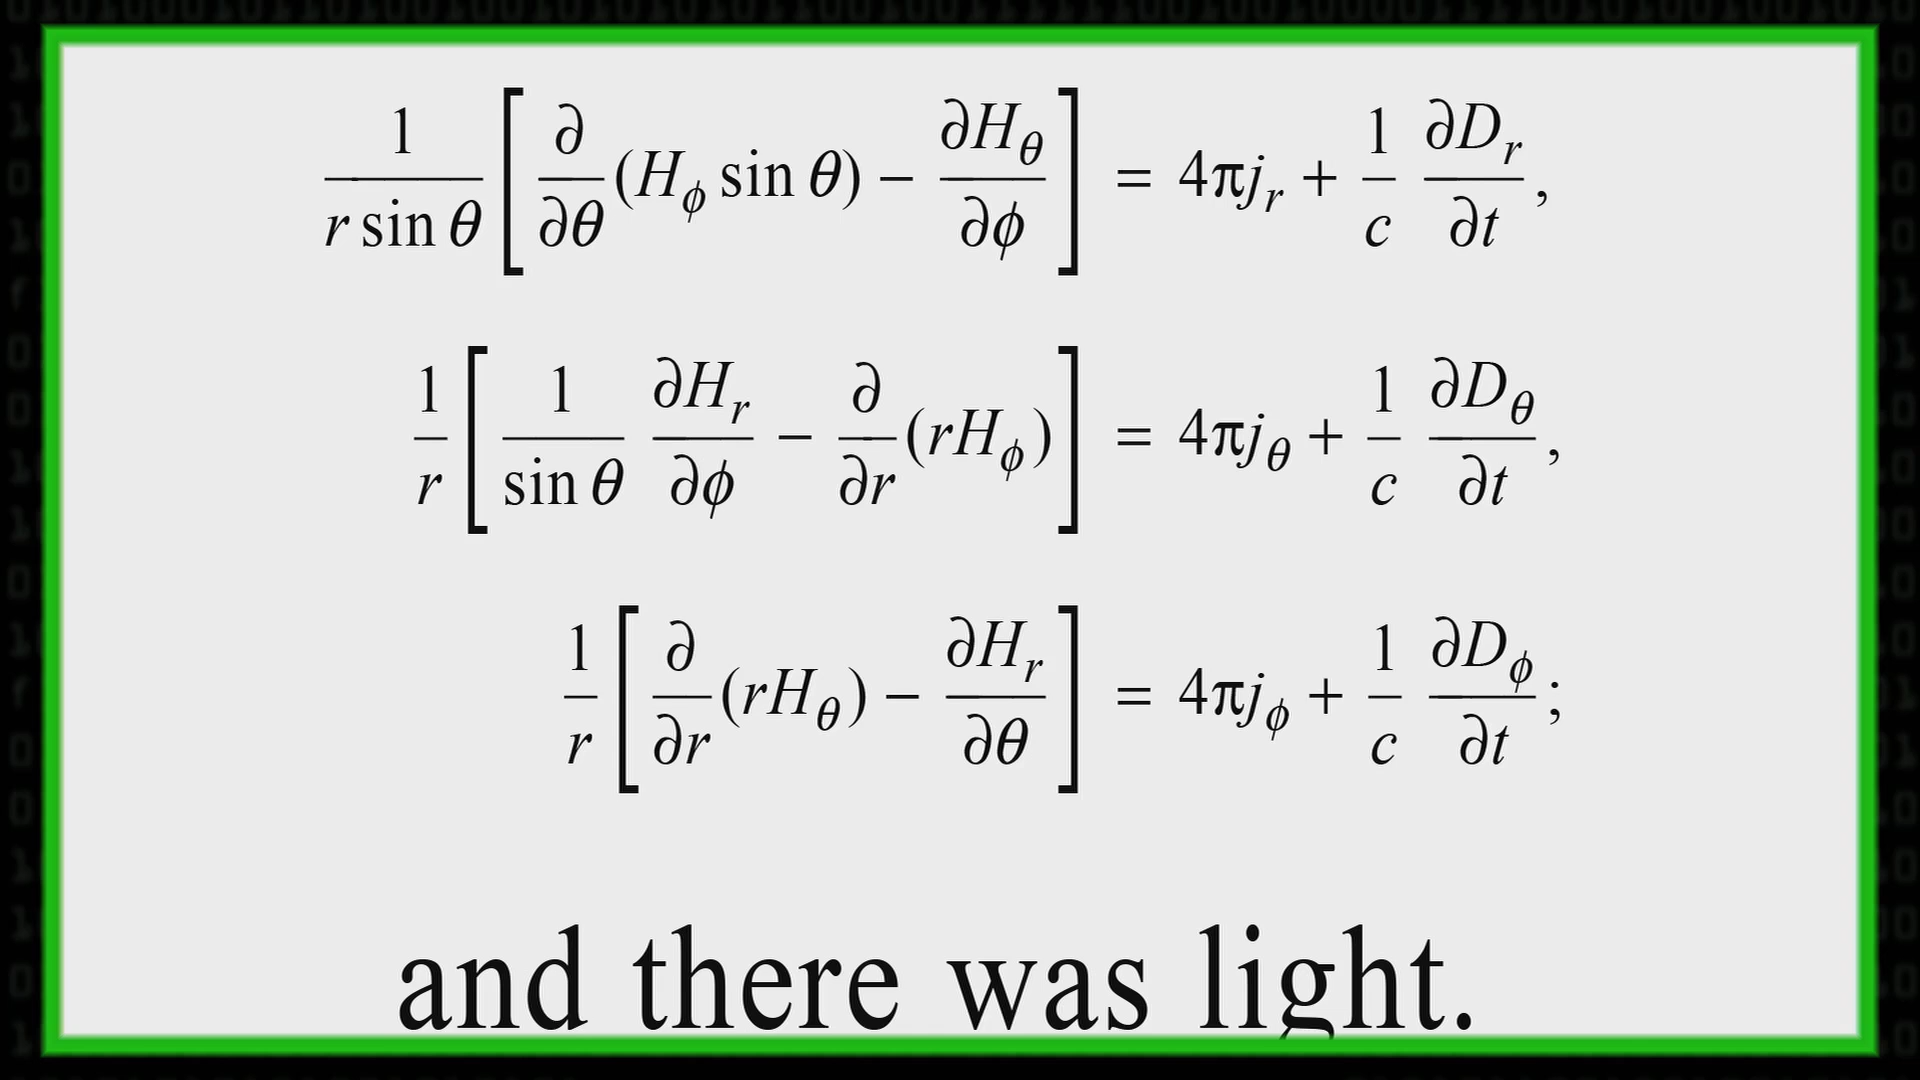 1/(r sin θ) [ ∂/∂θ (H_ϕ sin θ) − ∂H_θ/∂ϕ ] = 4πj_r + 1/c ∂D_r/∂t,
1/r [ 1/sin θ ∂H_r/∂ϕ − ∂/∂r (rH_ϕ) ] = 4πj_θ + 1/c ∂D_θ/∂t,
1/r [ ∂/∂r (rH_θ) − ∂H_r/∂θ ] = 4πj_ϕ + 1/c ∂D_ϕ/∂t;
and there was light.